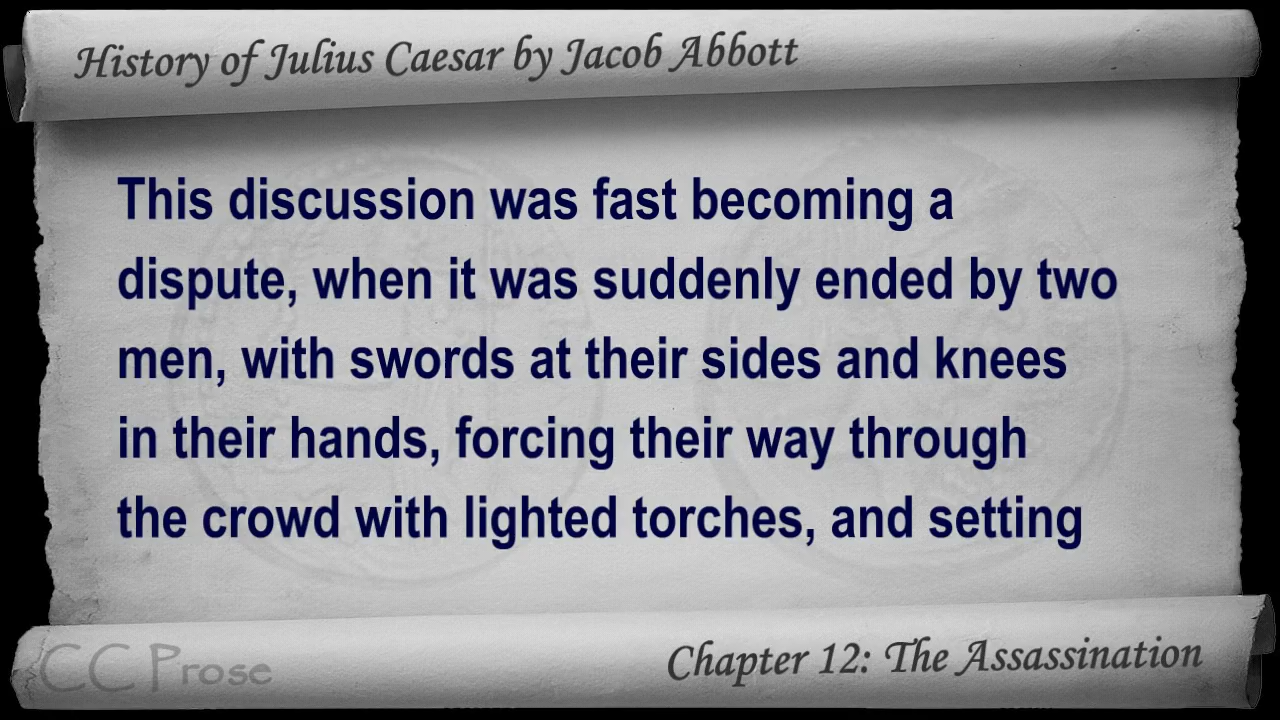 History of Julius Caesar by Jacob Abbott
This discussion was fast becoming a
dispute, when it was suddenly ended by two
men, with swords at their sides and knees
in their hands, forcing their way through
the crowd with lighted torches, and setting
CC Prose
Chapter 12: The Assassination